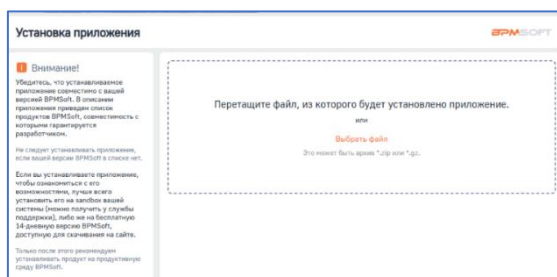 Установка приложения
BPMSOFT
Внимание!
Убедитесь, что устанавливаемое
приложение совместимо с вашей
версией BPMSoft. В описании
приложения приведен список
продуктов BPMSoft, совместимость с
которыми гарантируется
разработчиком.
Не следует устанавливать приложение,
если вашей версии BPMSoft в списке нет.
Если вы устанавливаете приложение,
чтобы ознакомиться с его
возможностями, лучше всего
установить его на sandbox вашей
системы (можно получить у службы
поддержки), либо же на бесплатную
14-дневную версию BPMSoft,
доступную для скачивания на сайте.
Только после этого рекомендуем
устанавливать продукт на продуктивную
среду BPMSoft.
Перетащите файл, из которого будет установлено приложение.
или
Выбрать файл
Это может быть архив *.zip или *.gz.